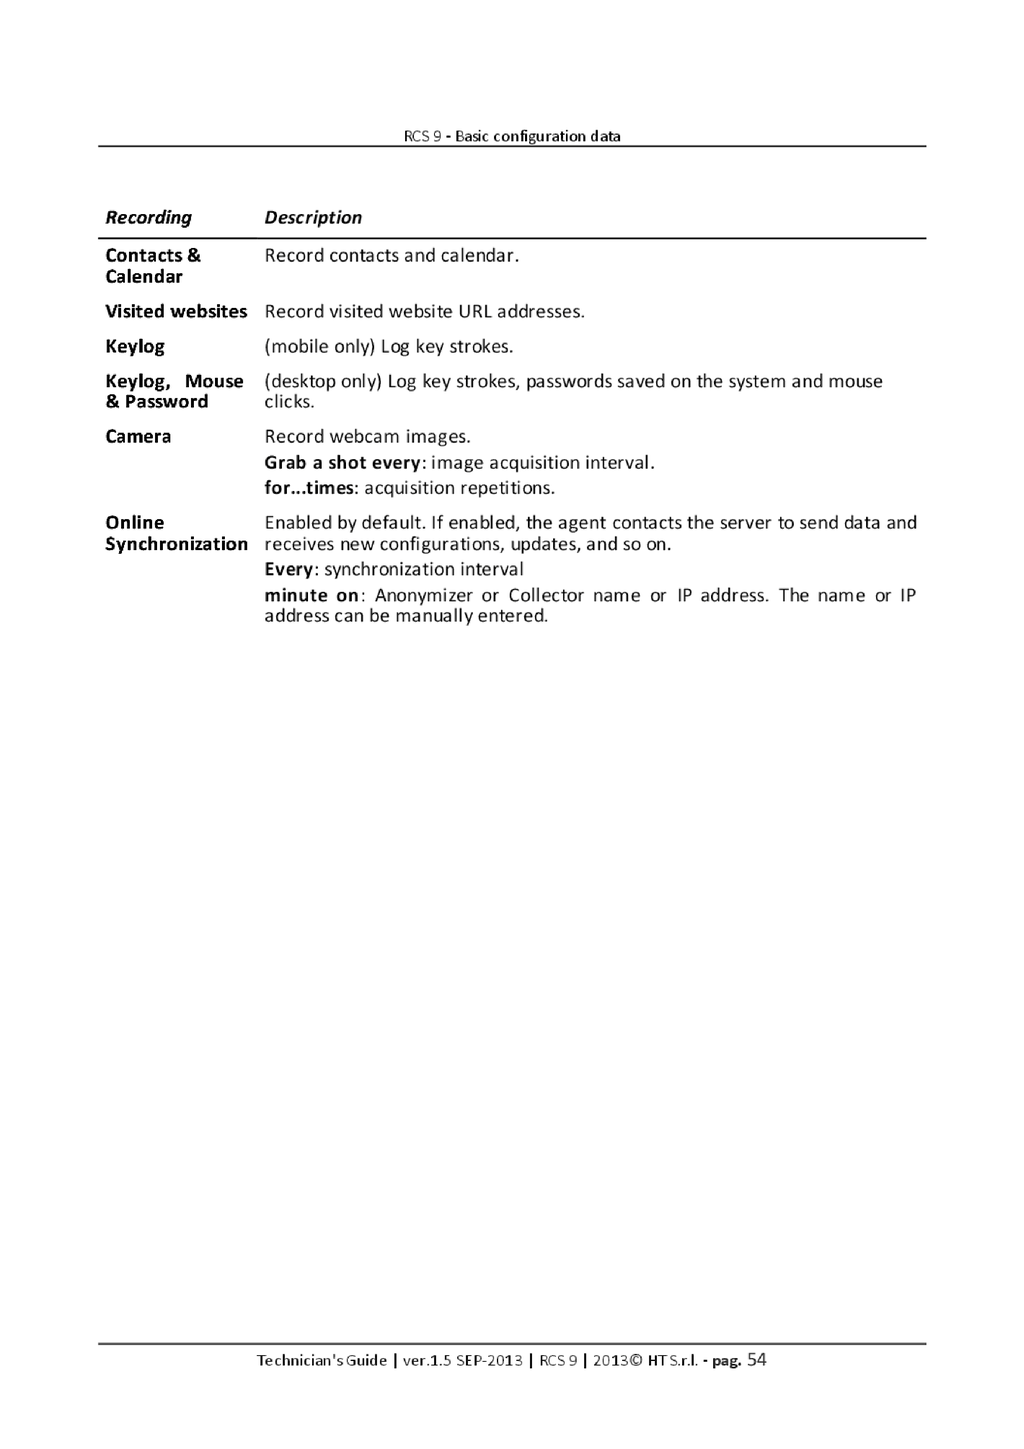 RCS 9 - Basic configuration data
Recording Description
Contacts & Record contacts and calendar.
Calendar
Visited websites Record visited website URL addresses.
Keylog (mobile only) Log key strokes.
Keylog, Mouse (desktop only) Log key strokes, passwords saved on the system and mouse
& Password clicks.
Camera Record webcam images.
Grab a shot every: image acquisition interval.
for...times: acquisition repetitions.
Online Enabled by default. If enabled, the agent contacts the server to send data and
Synchronization receives new configurations, updates, and so on.
Every: synchronization interval
minute on: Anonymizer or Collector name or IP address. The name or IP
address can be manually entered.
Technician's Guide | ver.1.5 SEP-2013 | RCS 9 | 2013© HT S.r.l. - pag. 54